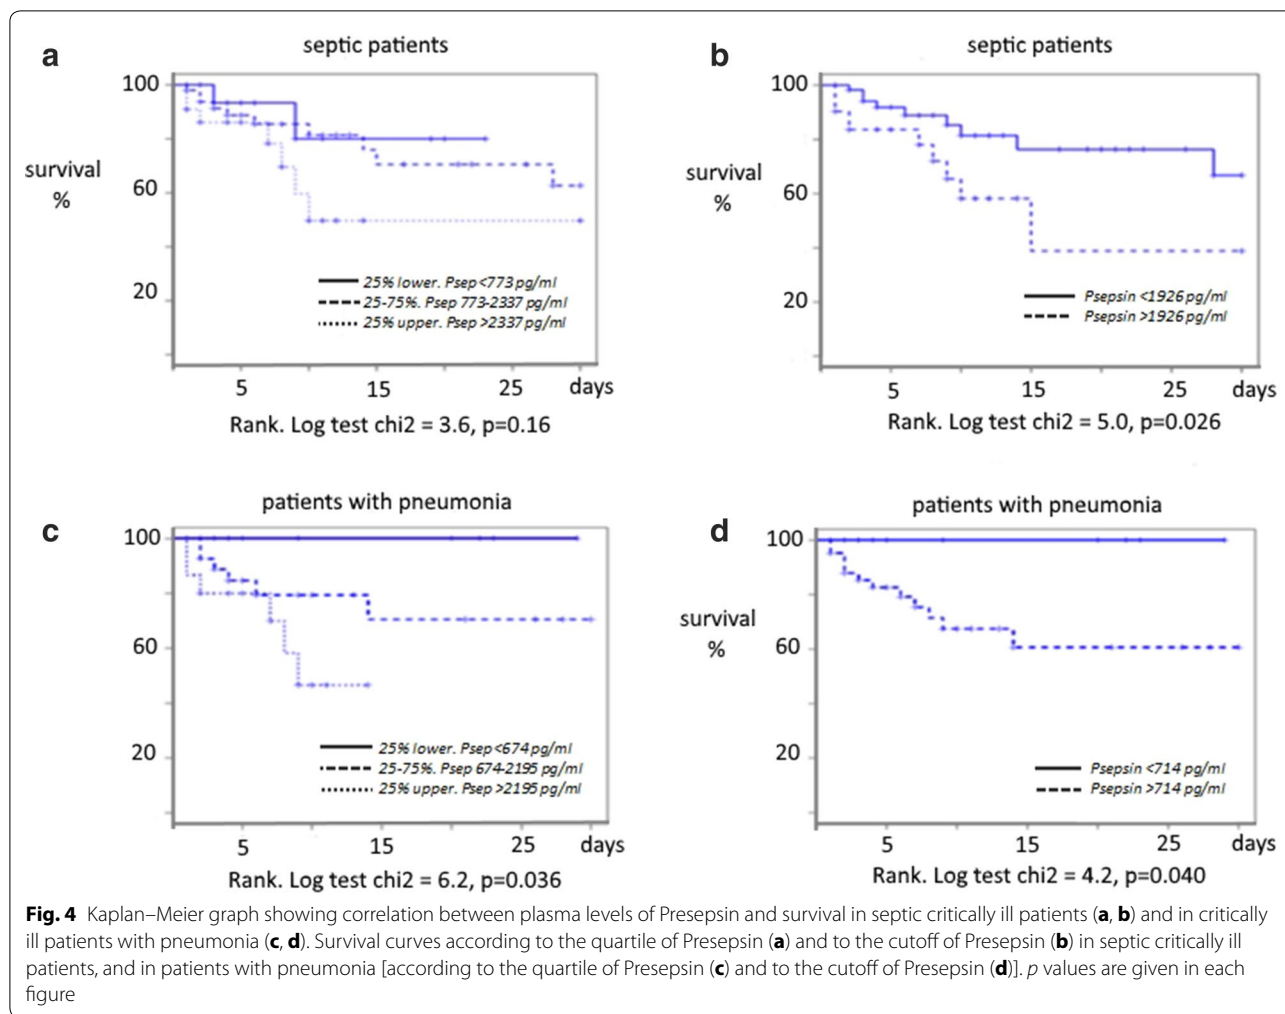 a
septic patients
100
survival
%
60
20
25% lower. Psep <773 pg/ml
25-75%. Psep 773-2337 pg/ml
25% upper. Psep >2337 pg/ml
5 15 25 days
Rank. Log test chi2 = 3.6, p=0.16
b
septic patients
100
survival
%
60
20
Psepsin <1926 pg/ml
Psepsin >1926 pg/ml
5 15 25 days
Rank. Log test chi2 = 5.0, p=0.026
c
patients with pneumonia
100
60
20
25% lower. Psep <674 pg/ml
25-75%. Psep 674-2195 pg/ml
25% upper. Psep >2195 pg/ml
5 15 25 days
Rank. Log test chi2 = 6.2, p=0.036
d
patients with pneumonia
100
survival
%
60
20
Psepsin <714 pg/ml
Psepsin >714 pg/ml
5 15 25 days
Rank. Log test chi2 = 4.2, p=0.040
Fig. 4 Kaplan–Meier graph showing correlation between plasma levels of Presepsin and survival in septic critically ill patients (a, b) and in critically
ill patients with pneumonia (c, d). Survival curves according to the quartile of Presepsin (a) and to the cutoff of Presepsin (b) in septic critically ill
patients, and in patients with pneumonia [according to the quartile of Presepsin (c) and to the cutoff of Presepsin (d)]. p values are given in each
figure